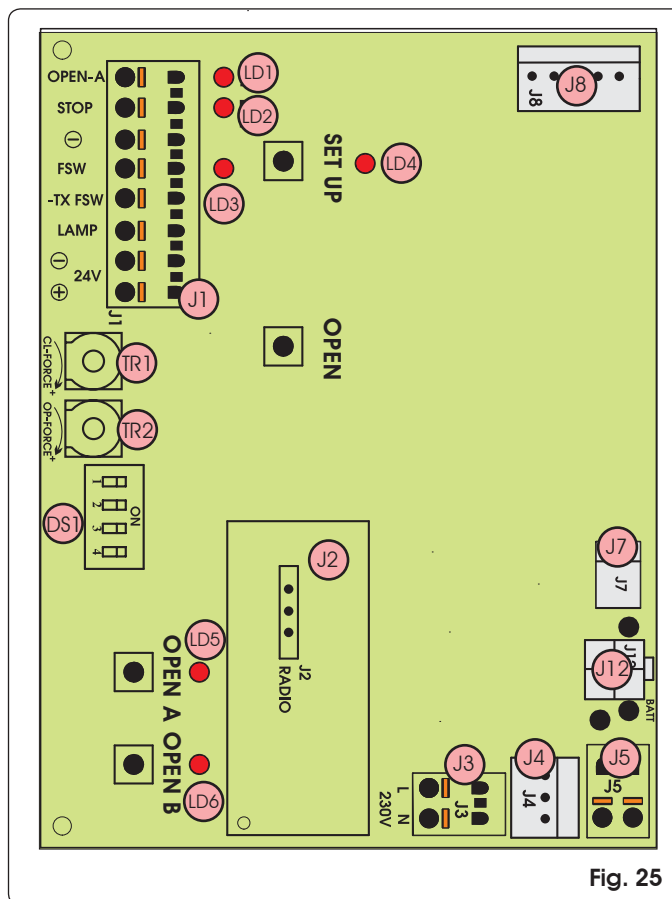 OPEN-A
STOP
⊖
FSW
-TX FSW
LAMP
⊖
24V
⊕
J1
J1
LD1
LD2
LD3
SET UP
LD4
J8
J8
OPEN
CL-FORCE +
TR1
OP-FORCE +
TR2
DS1
1
2
3
4
ON
J2
J2
RADIO
LD5
OPEN A
OPEN B
LD6
J7
J7
J12
BATT
J3
J3
L
N
230V
J4
J4
J5
J5
Fig. 25